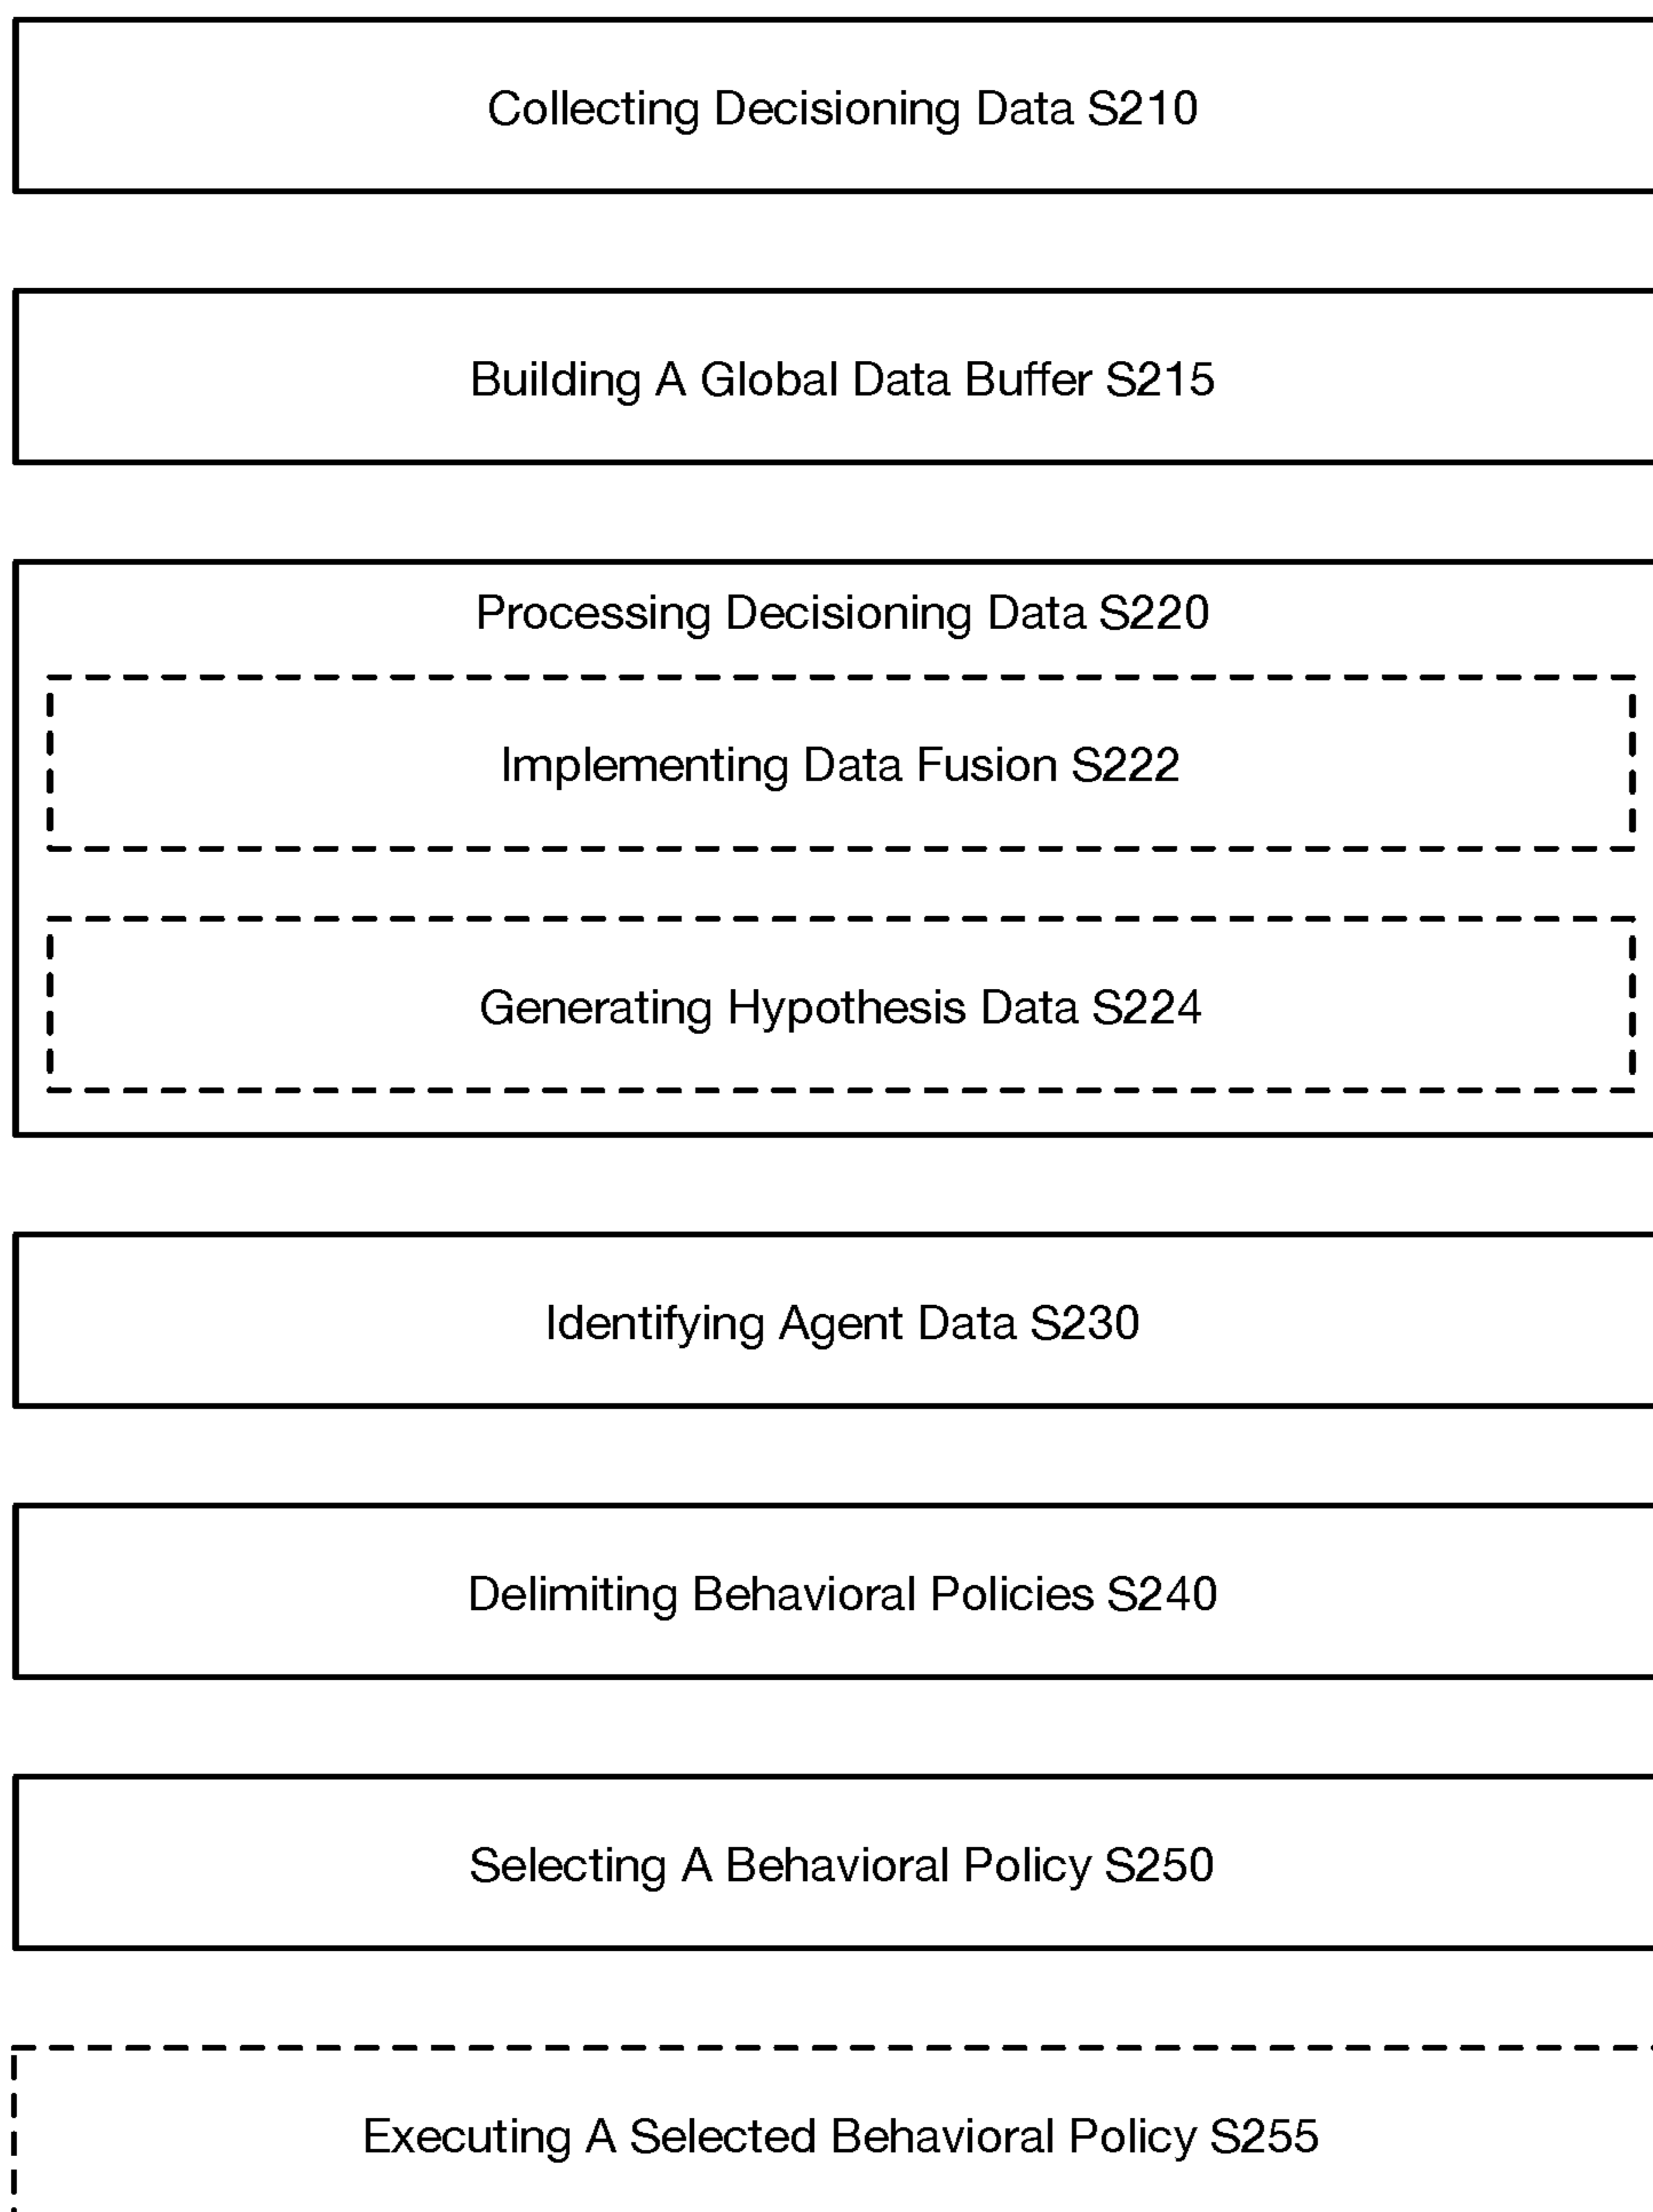 Collecting Decisioning Data S210
Building A Global Data Buffer S215
Processing Decisioning Data S220
Implementing Data Fusion S222
Generating Hypothesis Data S224
Identifying Agent Data S230
Delimiting Behavioral Policies S240
Selecting A Behavioral Policy S250
Executing A Selected Behavioral Policy S255